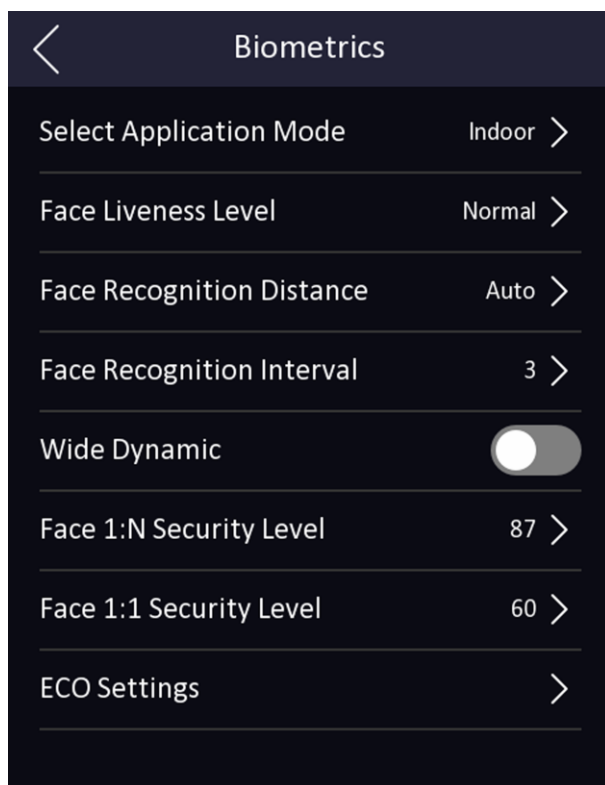 Biometrics
Select Application Mode Indoor
Face Liveness Level Normal
Face Recognition Distance Auto
Face Recognition Interval 3
Wide Dynamic
Face 1:N Security Level 87
Face 1:1 Security Level 60
ECO Settings